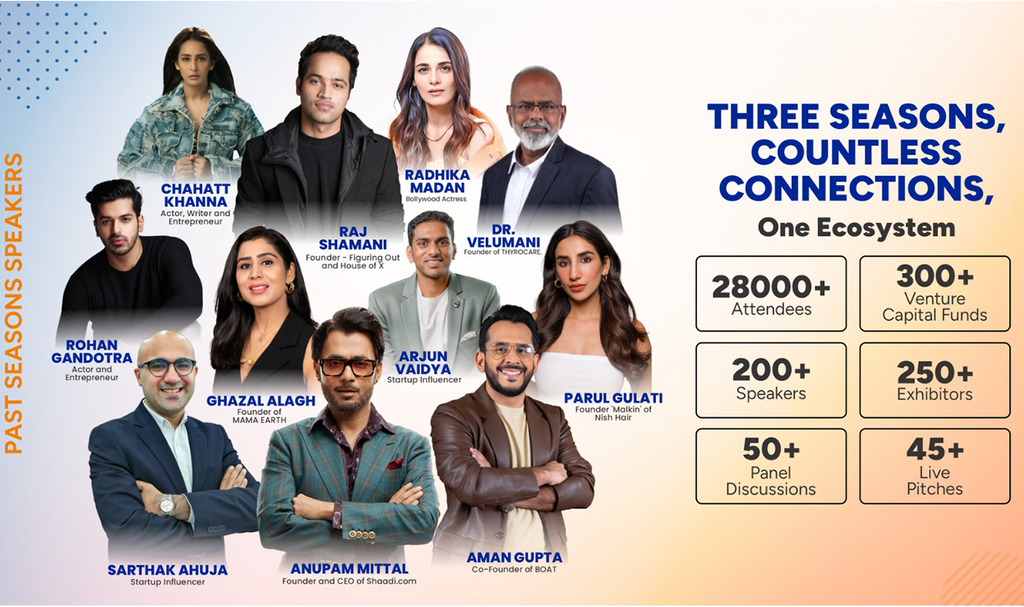 PAST SEASONS SPEAKERS
CHAHATT
KHANNA
Actor, Writer and
Entrepreneur
RAJ
SHAMANI
Founder - Figuring Out
and House of X
RADHIKA
MADAN
Bollywood Actress
DR.
VELUMANI
Founder of THYROCARE.
ROHAN
GANDOTRA
Actor and
Entrepreneur
GHAZAL ALAGH
Founder of
MAMA EARTH
ARJUN
VAIDYA
Startup Influencer
PARUL GULATI
Founder 'Malkin' of
Nish Hair
SARTHAK AHUJA
Startup Influencer
ANUPAM MITTAL
Founder and CEO of Shaadi.com
AMAN GUPTA
Co-Founder of BOAT
THREE SEASONS,
COUNTLESS
CONNECTIONS,
One Ecosystem
28000+
Attendees
300+
Venture
Capital Funds
200+
Speakers
250+
Exhibitors
50+
Panel
Discussions
45+
Live
Pitches